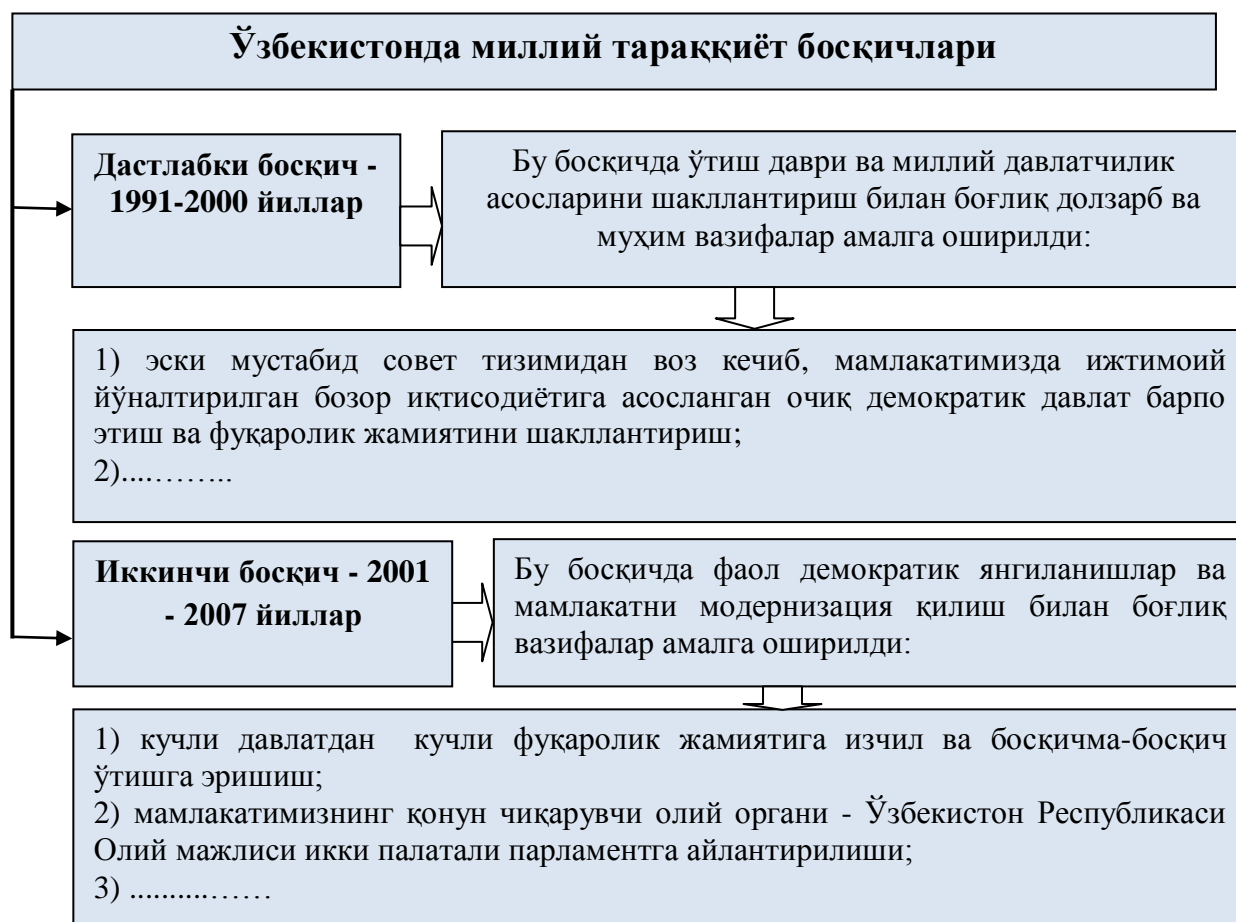 Ўзбекистонда миллий тараққиёт босқичлари
Дастлабки босқич -
1991-2000 йиллар
Бу босқичда ўтиш даври ва миллий давлатчилик
асосларини шакллантириш билан боғлиқ долзарб ва
муҳим вазифалар амалга оширилди:
1) эски мустабид совет тизимидан воз кечиб, мамлакатимизда ижтимоий
йўналтирилган бозор иқтисодиётига асосланган очиқ демократик давлат барпо
этиш ва фуқаролик жамиятини шакллантириш;
2)....……...
Иккинчи босқич - 2001
- 2007 йиллар
Бу босқичда фаол демократик янгиланишлар ва
мамлакатни модернизация қилиш билан боғлиқ
вазифалар амалга оширилди:
1) кучли давлатдан кучли фуқаролик жамиятига изчил ва босқичма-босқич
ўтишга эришиш;
2) мамлакатимизнинг қонун чиқарувчи олий органи - Ўзбекистон Республикаси
Олий мажлиси икки палатали парламентга айлантирилиши;
3) ..........……